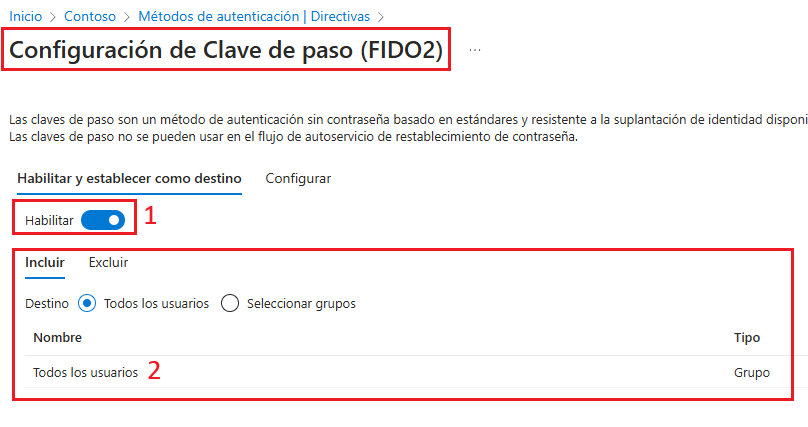 Inicio > Contoso > Métodos de autenticación | Directivas >
Configuración de Clave de paso (FIDO2) ...
Las claves de paso son un método de autenticación sin contraseña basado en estándares y resistente a la suplantación de identidad disponi
Las claves de paso no se pueden usar en el flujo de autoservicio de restablecimiento de contraseña.
Habilitar y establecer como destino Configurar
Habilitar 1
Incluir Excluir
Destino Todos los usuarios Seleccionar grupos
Nombre Tipo
Todos los usuarios 2 Grupo